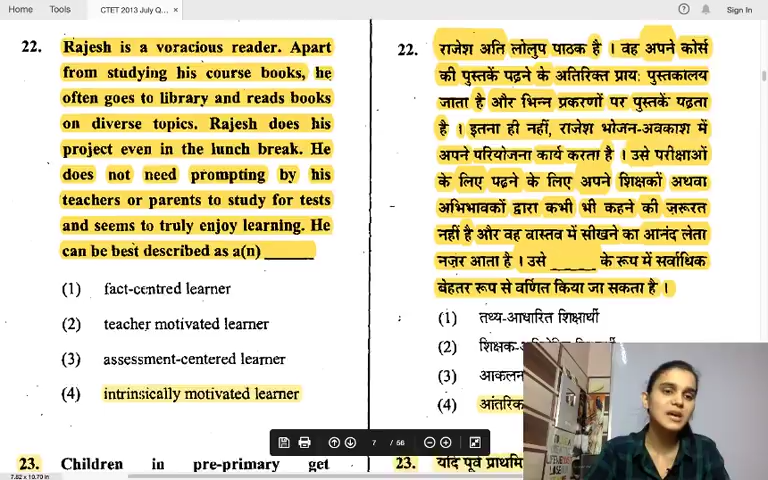 Home Tools CTET 2013 July Q... × Sign In
22. Rajesh is a voracious reader. Apart
from studying his course books, he
often goes to library and reads books
on diverse topics. Rajesh does his
project even in the lunch break. He
does not need prompting by his
teachers or parents to study for tests
and seems to truly enjoy learning. He
can be best described as a(n) ______
(1) fact-centred learner
(2) teacher motivated learner
(3) assessment-centered learner
(4) intrinsically motivated learner
23. Children in pre-primary get
22. राजेश अति लोलुप पाठक है । वह अपने कोर्स
की पुस्तकें पढ़ने के अतिरिक्त प्रायः पुस्तकालय
जाता है और भिन्न प्रकरणों पर पुस्तकें पढ़ता
है । इतना ही नहीं, राजेश भोजन-अवकाश में
अपने परियोजना कार्य करता है । उसे परीक्षाओं
के लिए पढ़ने के लिए अपने शिक्षकों अथवा
अभिभावकों द्वारा कभी भी कहने की ज़रूरत
नहीं है और वह वास्तव में सीखने का आनंद लेता
नज़र आता है । उसे ______ के रूप में सर्वाधिक
बेहतर रूप से वर्णित किया जा सकता है ।
(1) तथ्य-आधारित शिक्षार्थी
(2)
(3) आकलन
(4) आंतरिक
23. यदि पूर्व प्राथमि
7 / 56
7.82 x 10.70 in